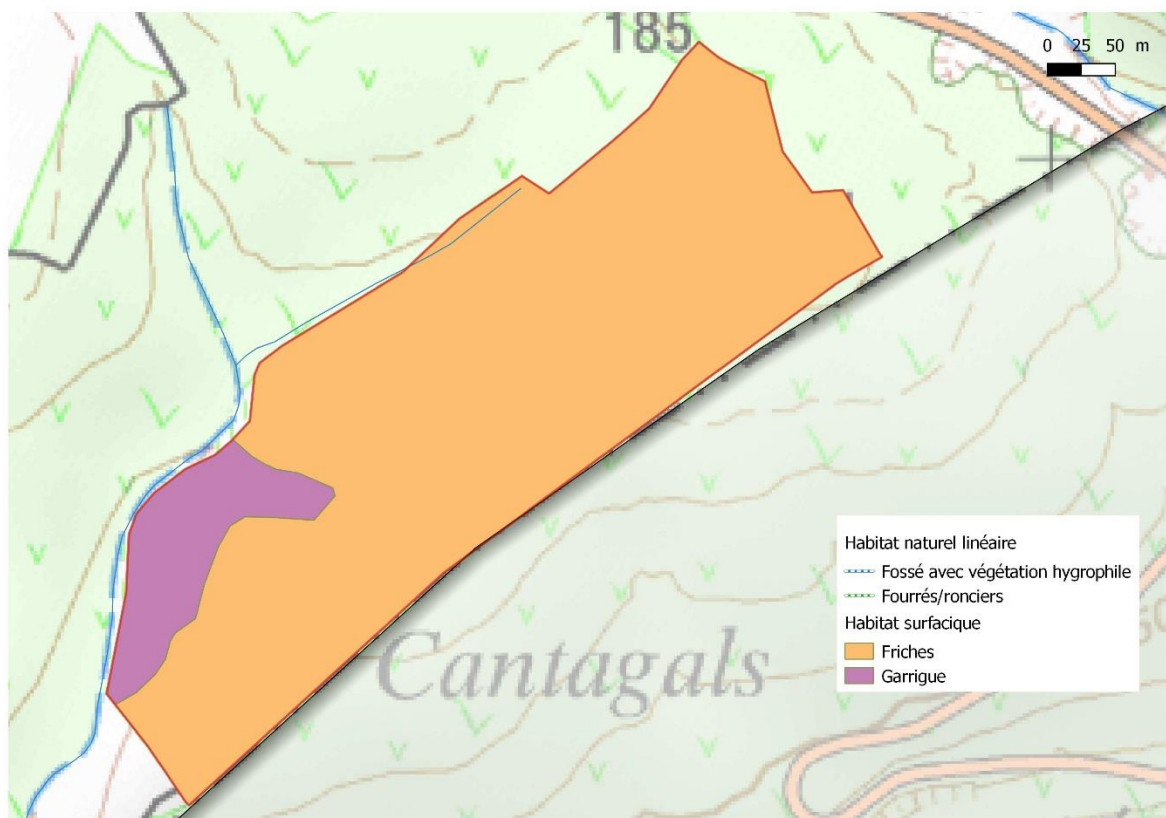 185
0 25 50 m
Cantagals
Habitat naturel linéaire
Fossé avec végétation hygrophile
Fourrés/ronciers
Habitat surfacique
Friches
Garrigue